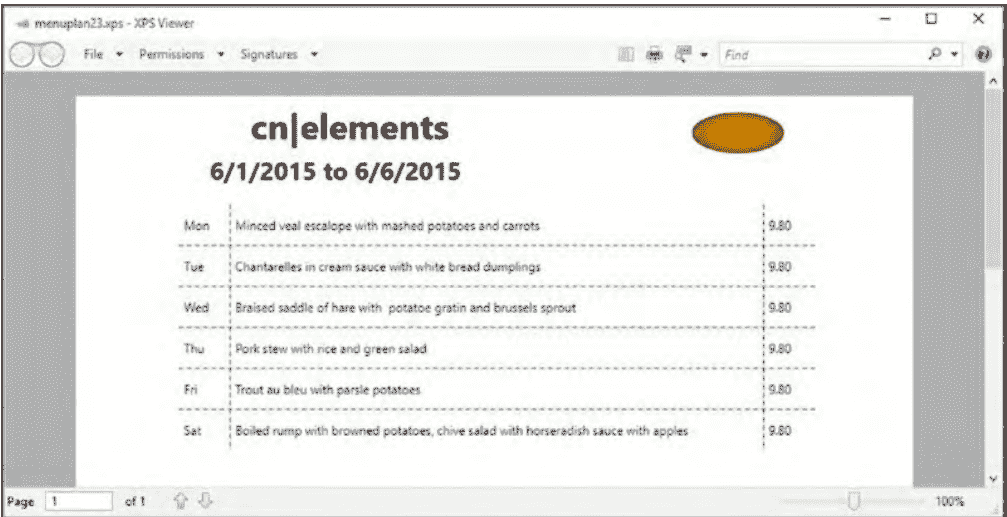 menuplan23.xps - XPS Viewer
File Permissions Signatures Find
cn|elements
6/1/2015 to 6/6/2015
Mon Minced veal escalope with mashed potatoes and carrots 9.80
Tue Chantarelles in cream sauce with white bread dumplings 9.80
Wed Braised saddle of hare with potatoe gratin and brussels sprout 9.80
Thu Pork stew with rice and green salad 9.80
Fri Trout au bleu with parsle potatoes 9.80
Sat Boiled rump with browned potatoes, chive salad with horseradish sauce with apples 9.80
Page 1 of 1 100%